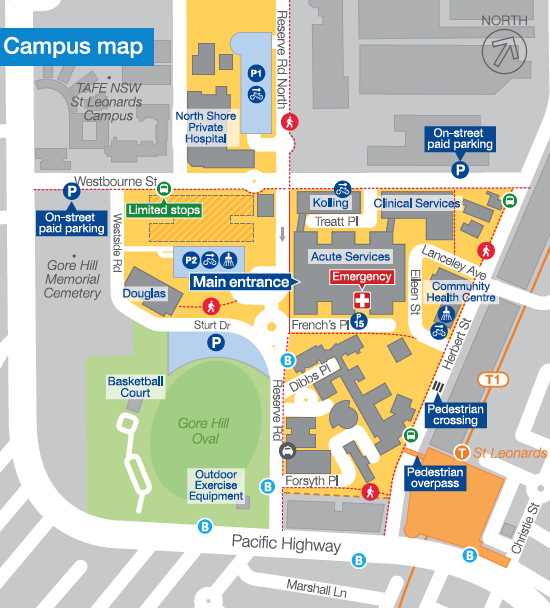 Campus map
NORTH
Reserve Rd North
P1
TAFE NSW
St Leonards
Campus
North Shore
Private
Hospital
On-street
paid parking
P
Westbourne St
P
Limited stops
On-street
paid parking
Kolling
Clinical Services
Treatt Pl
Westside Rd
Lanceley Ave
P2
Acute Services
Gore Hill
Memorial
Cemetery
Main entrance
Emergency
Eileen St
Community
Health Centre
Douglas
P
15
Sturt Dr
French's Pl
Herbert St
P
B
Dibbs Pl
T1
Basketball
Court
Reserve Rd
Gore Hill
Oval
Pedestrian
crossing
T
St Leonards
Outdoor
Exercise
Equipment
Pedestrian
overpass
Forsyth Pl
B
B
Christie St
Pacific Highway
B
B
Marshall Ln